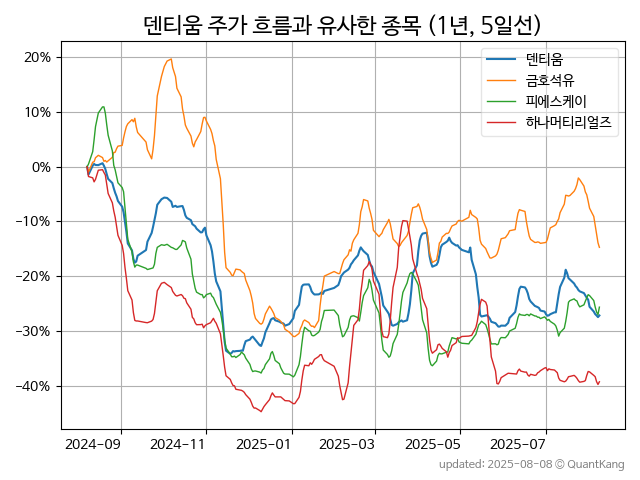 덴티움 주가 흐름과 유사한 종목 (1년, 5일선)
덴티움
금호석유
피에스케이
하나머티리얼즈
20%
10%
0%
−10%
−20%
−30%
−40%
2024-09 2024-11 2025-01 2025-03 2025-05 2025-07
updated: 2025-08-08 © QuantKang